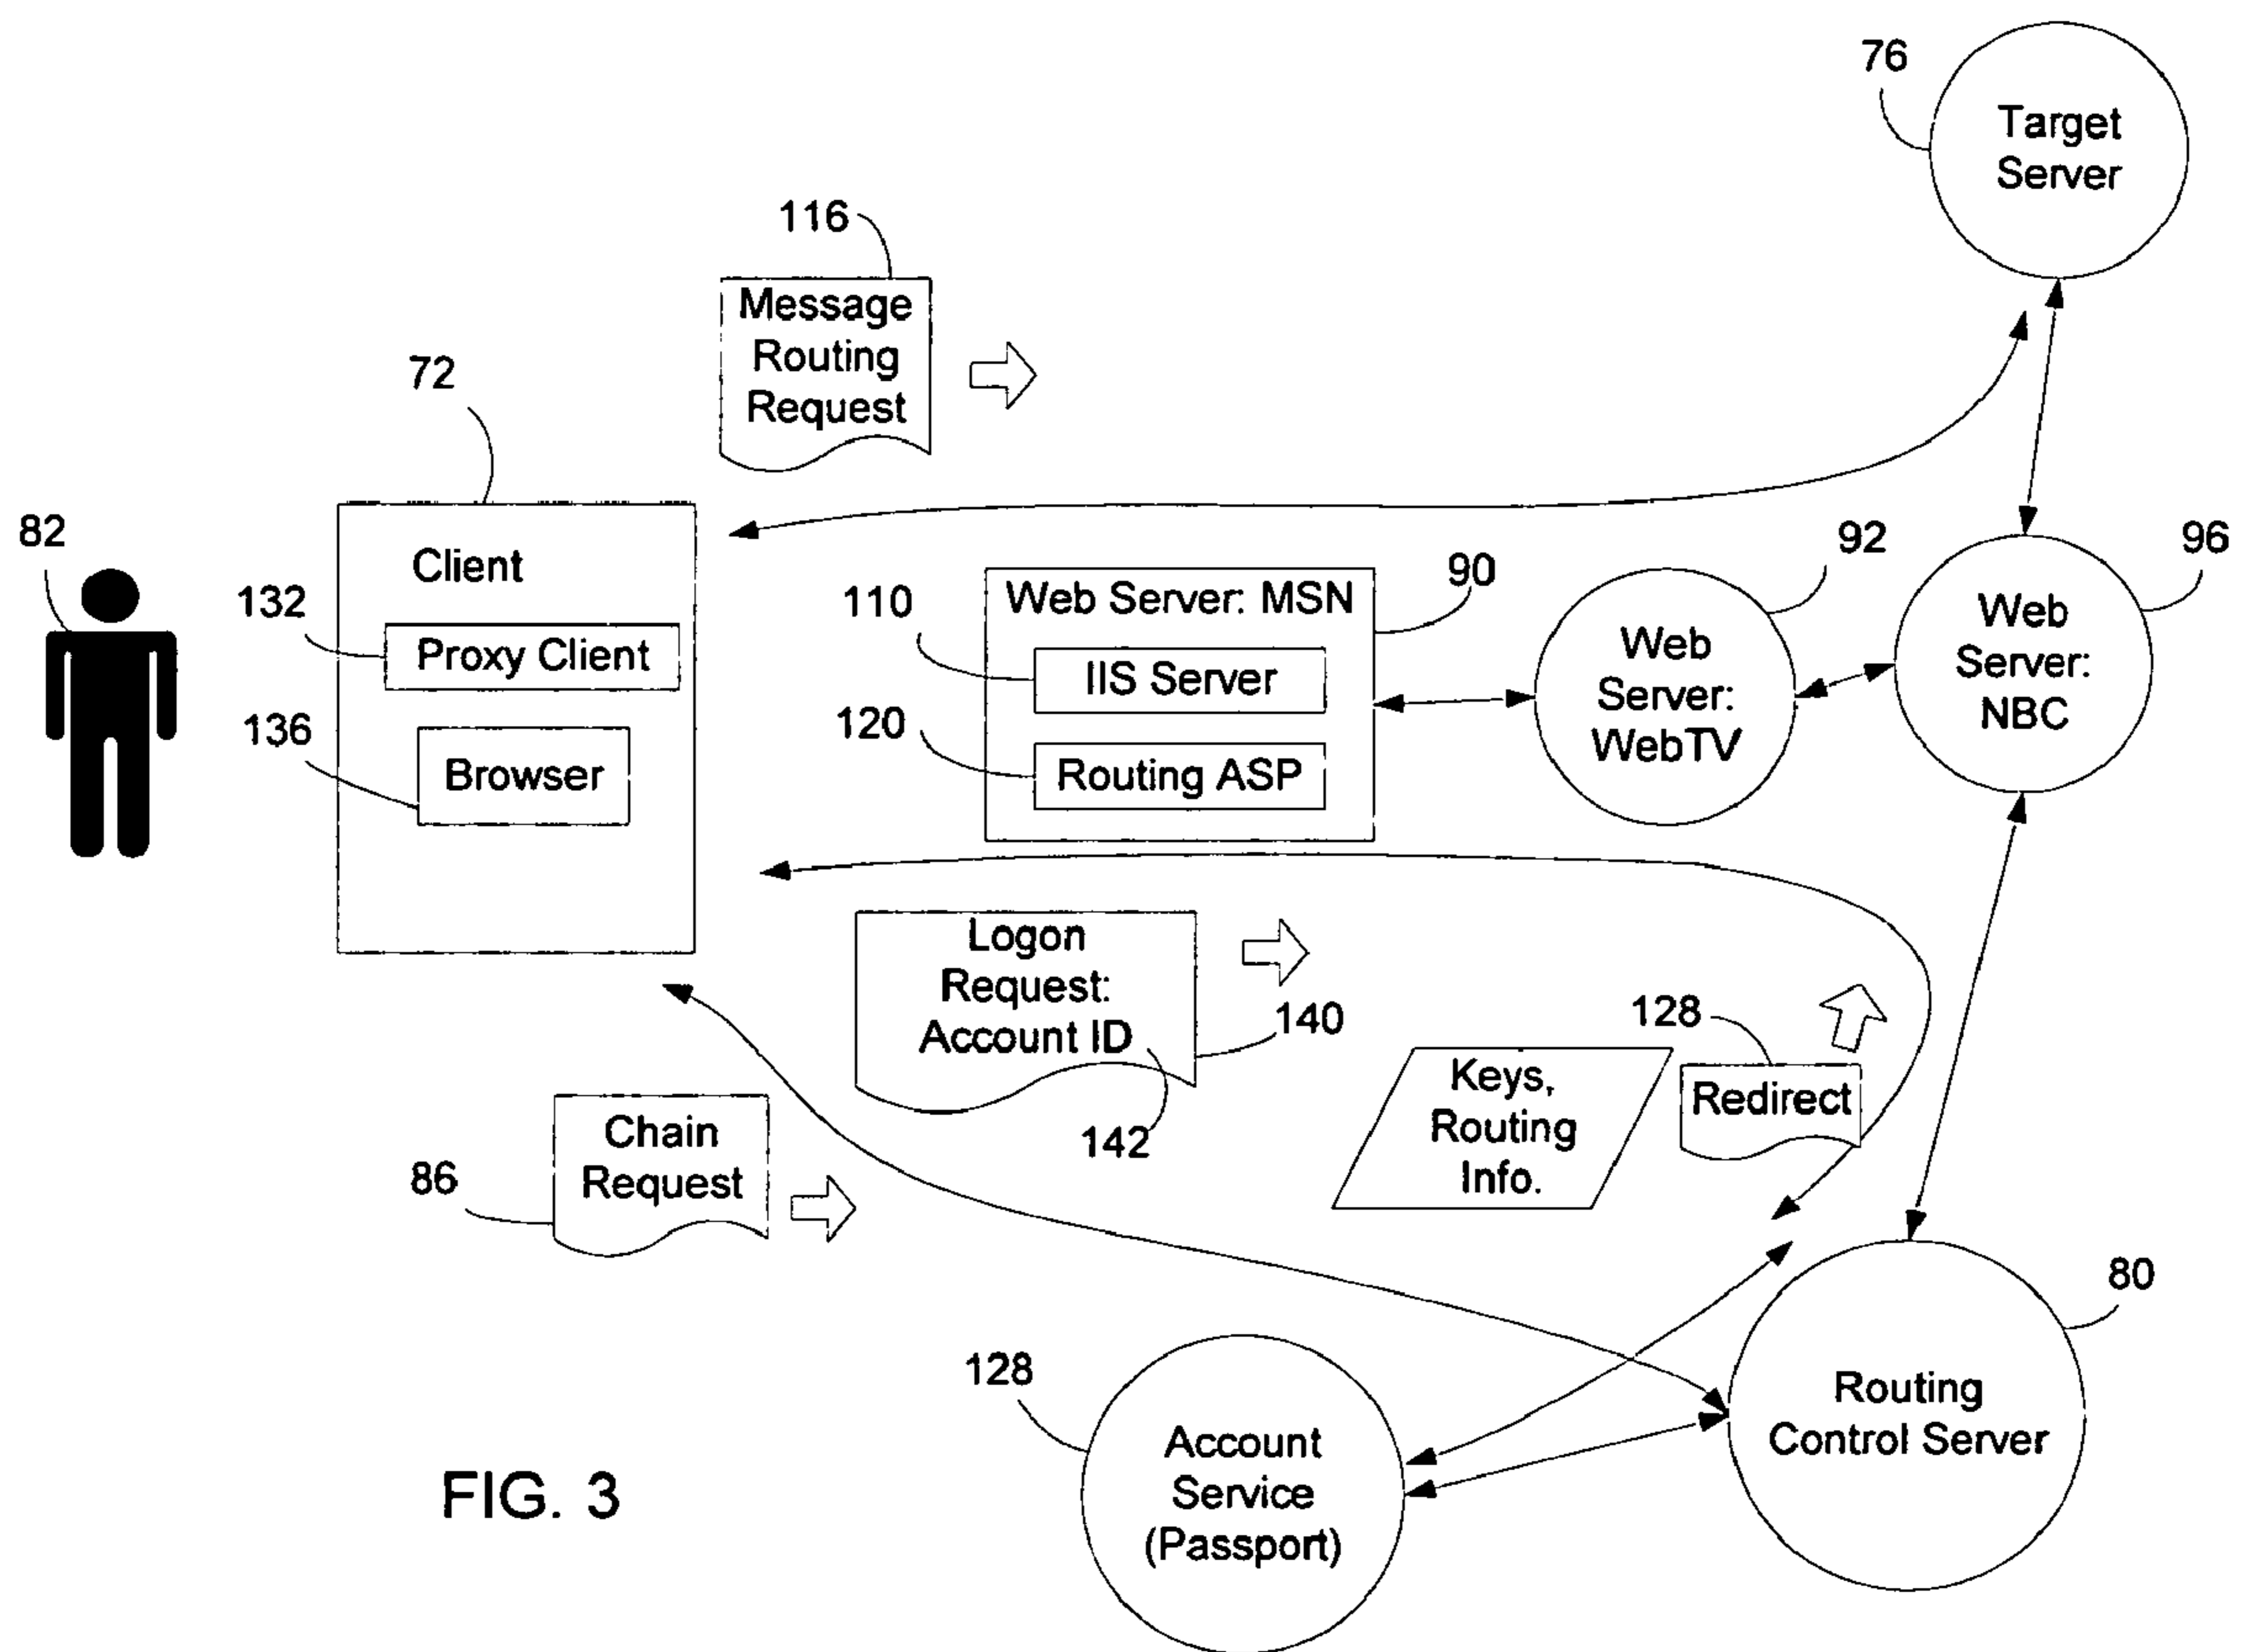 76
Target
Server
116
Message
Routing
Request
72
82
Client
132
Proxy Client
136
Browser
90
Web Server: MSN
110
IIS Server
120
Routing ASP
92
Web
Server:
WebTV
96
Web
Server:
NBC
Logon
Request:
Account ID
140
142
Chain
Request
86
Keys,
Routing
Info.
128
Redirect
80
Routing
Control Server
128
Account
Service
(Passport)
FIG. 3